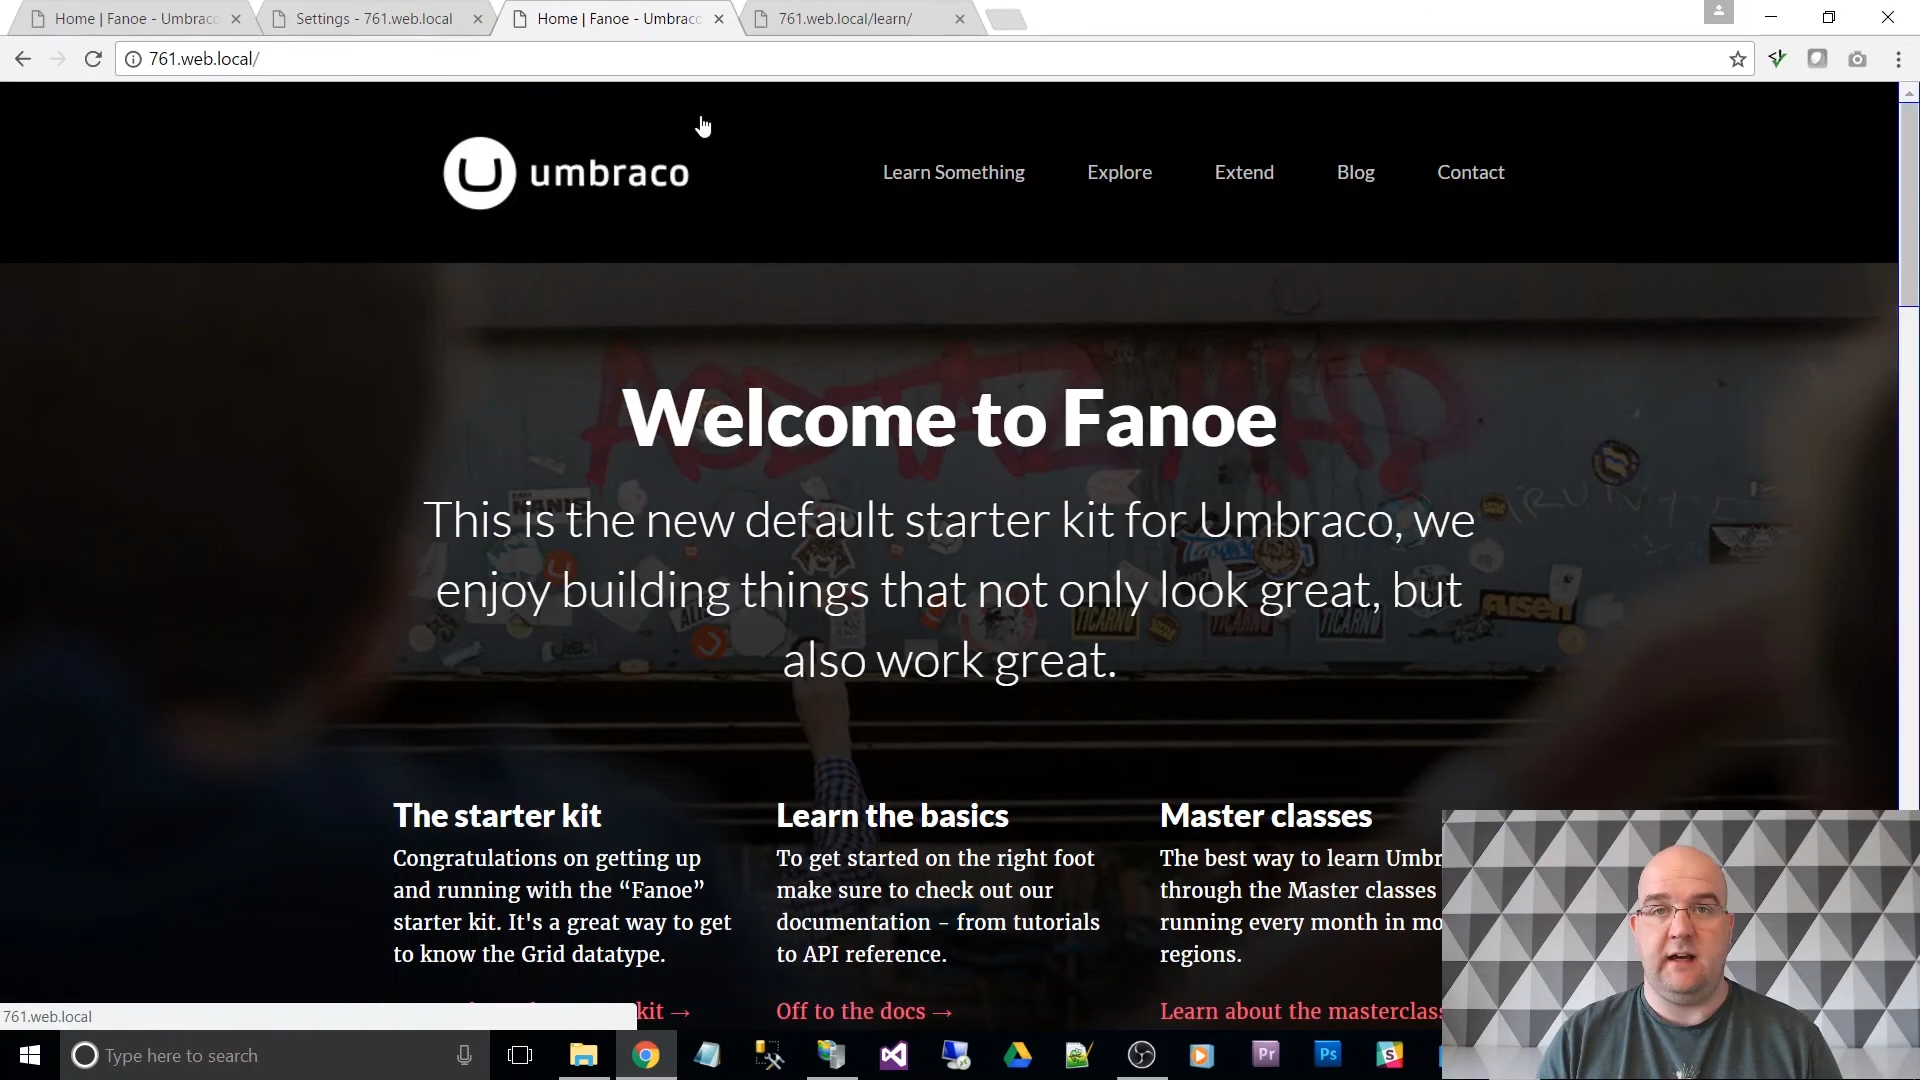 Home | Fanoe - Umbrac
Settings - 761.web.local
Home | Fanoe - Umbrac
761.web.local/learn/
761.web.local/
umbraco
Learn Something
Explore
Extend
Blog
Contact
Welcome to Fanoe
This is the new default starter kit for Umbraco, we
enjoy building things that not only look great, but
also work great.
The starter kit
Congratulations on getting up
and running with the “Fanoe”
starter kit. It's a great way to get
to know the Grid datatype.
kit →
Learn the basics
To get started on the right foot
make sure to check out our
documentation – from tutorials
to API reference.
Off to the docs →
Master classes
The best way to learn Umbr
through the Master classes
running every month in mo
regions.
Learn about the masterclass
761.web.local
Type here to search
Pr
Ps